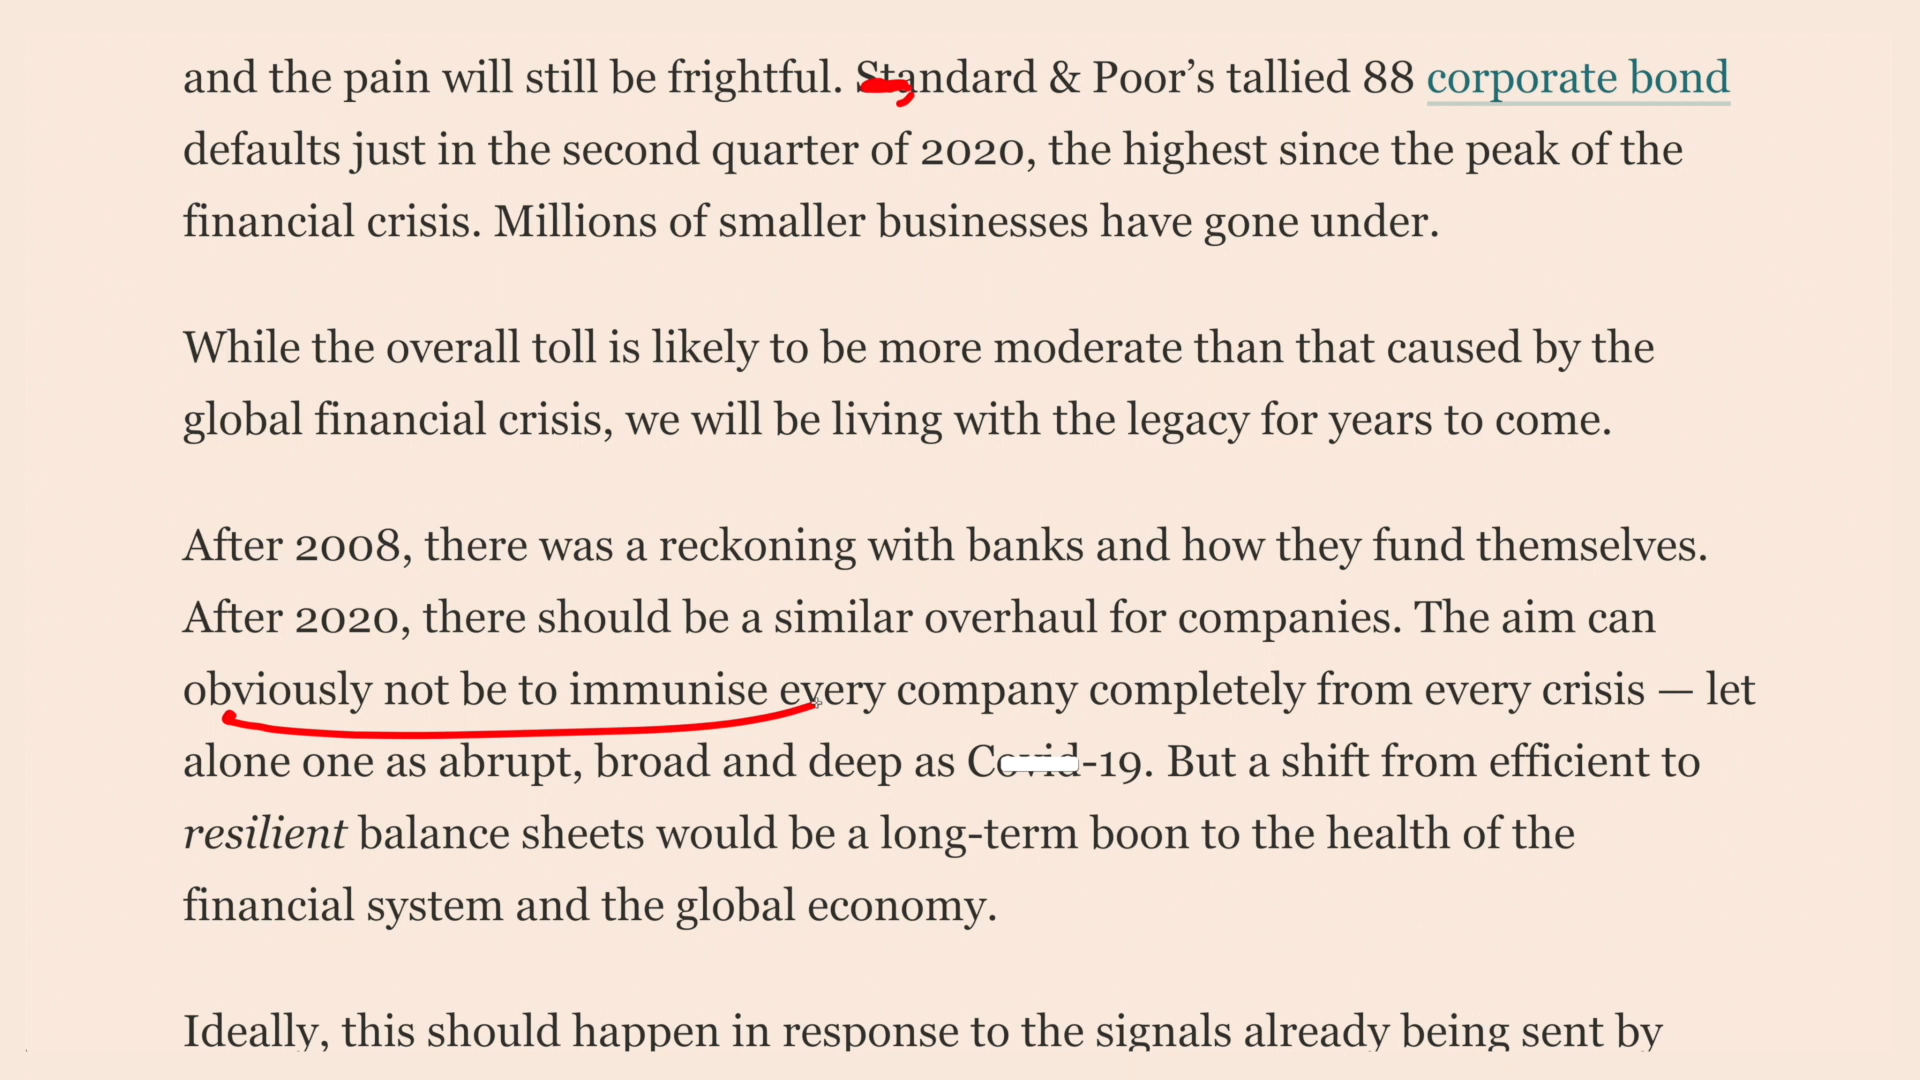 and the pain will still be frightful. Standard & Poor’s tallied 88 corporate bond
defaults just in the second quarter of 2020, the highest since the peak of the
financial crisis. Millions of smaller businesses have gone under.
While the overall toll is likely to be more moderate than that caused by the
global financial crisis, we will be living with the legacy for years to come.
After 2008, there was a reckoning with banks and how they fund themselves.
After 2020, there should be a similar overhaul for companies. The aim can
obviously not be to immunise every company completely from every crisis — let
alone one as abrupt, broad and deep as Covid-19. But a shift from efficient to
resilient balance sheets would be a long-term boon to the health of the
financial system and the global economy.
Ideally, this should happen in response to the signals already being sent by